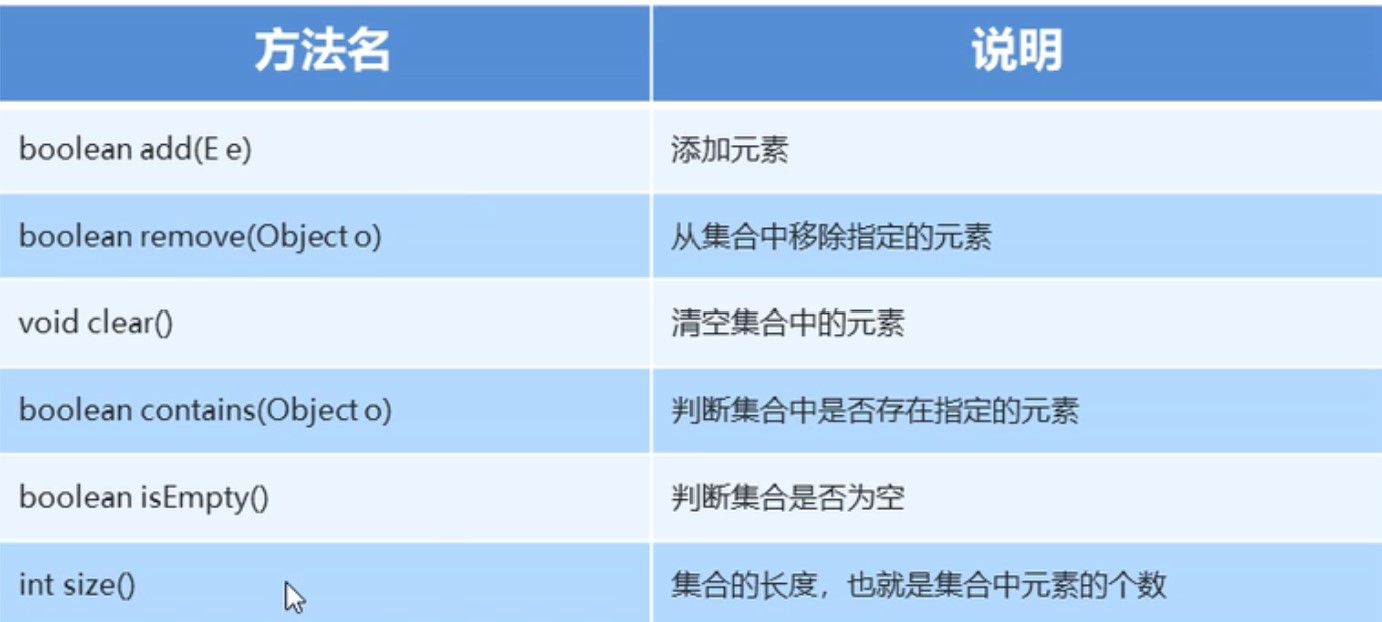 方法名
说明
boolean add(E e)
添加元素
boolean remove(Object o)
从集合中移除指定的元素
void clear()
清空集合中的元素
boolean contains(Object o)
判断集合中是否存在指定的元素
boolean isEmpty()
判断集合是否为空
int size()
集合的长度，也就是集合中元素的个数